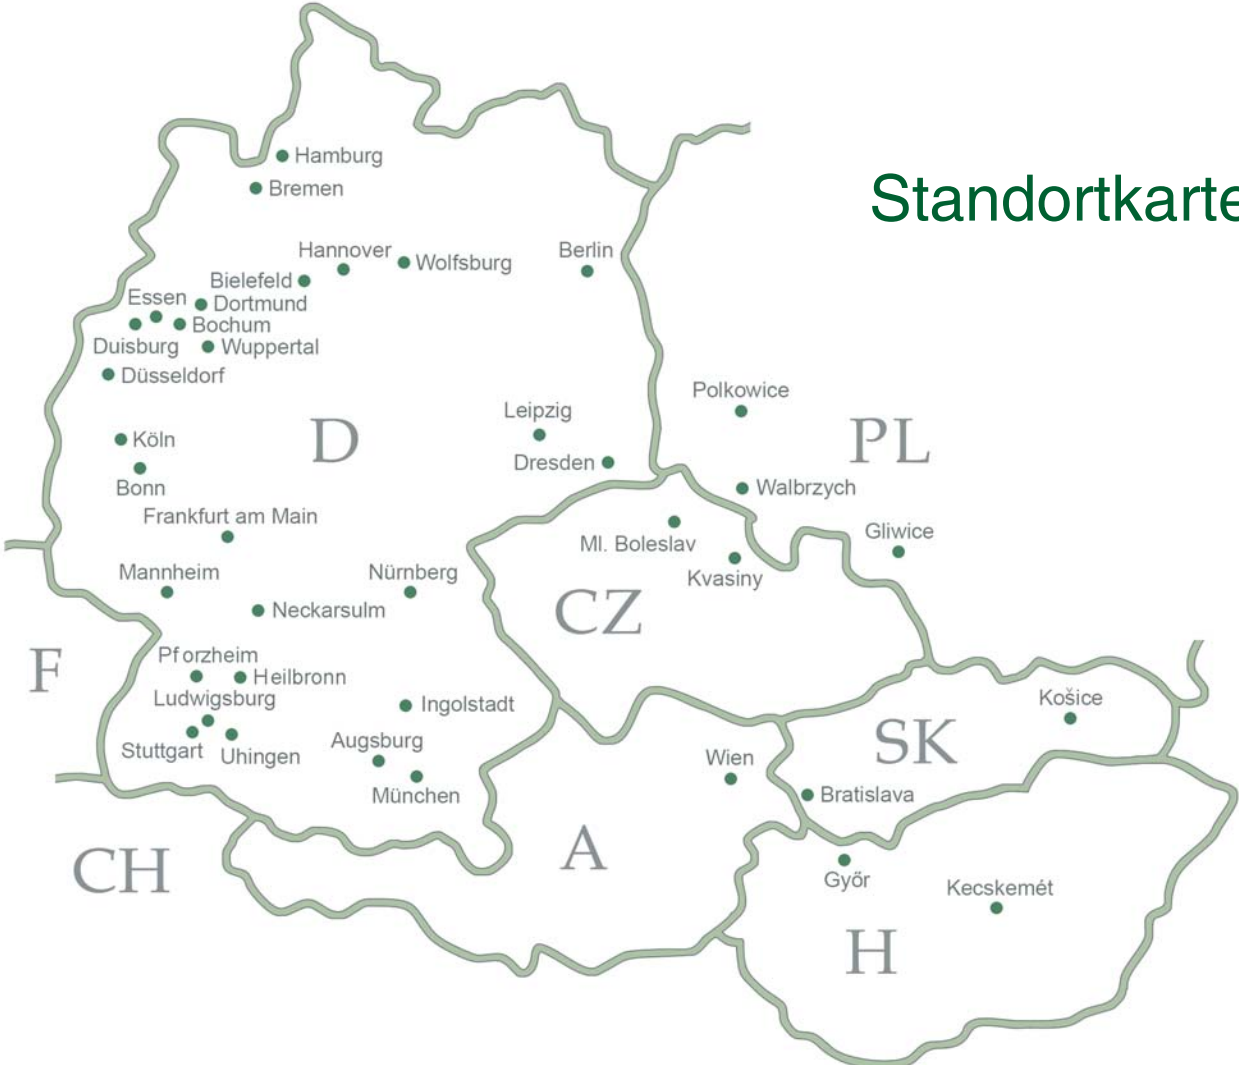 Standortkarte
Hamburg
Bremen
Hannover
Wolfsburg
Berlin
Bielefeld
Essen
Dortmund
Bochum
Duisburg
Wuppertal
Düsseldorf
Polkowice
Leipzig
D
PL
Köln
Dresden
Bonn
Walbrzych
Frankfurt am Main
Gliwice
Ml. Boleslav
Mannheim
Nürnberg
Kvasiny
Neckarsulm
CZ
F
Pforzheim
Heilbronn
Ludwigsburg
Košice
Ingolstadt
Augsburg
SK
Stuttgart
Uhingen
Wien
München
Bratislava
A
CH
Győr
Kecskemét
H